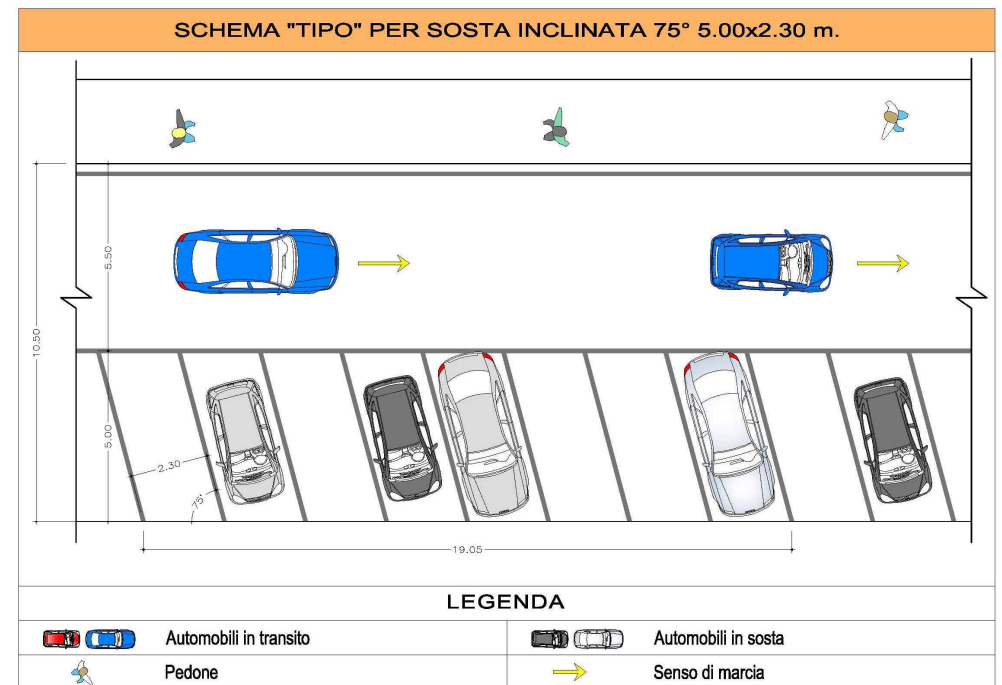 SCHEMA "TIPO" PER SOSTA INCLINATA 75° 5.00x2.30 m.
5.50
10.50
5.00
2.30
75°
19.05
LEGENDA
Automobili in transito
Automobili in sosta
Pedone
Senso di marcia